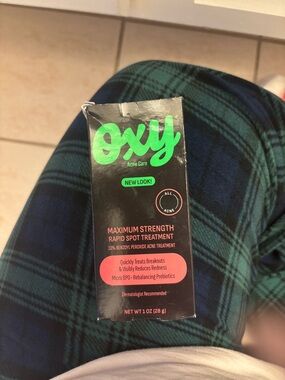 Oxy
Acne Care
NEW LOOK!
ALL
MAXIMUM STRENGTH
RAPID SPOT TREATMENT
10% BENZOYL PEROXIDE ACNE TREATMENT
Quickly Treats Breakouts
& Visibly Reduces Redness
Micro BPO + Rebalancing Prebiotics
Dermatologist Recommended
NET WT 1 OZ (28 g)